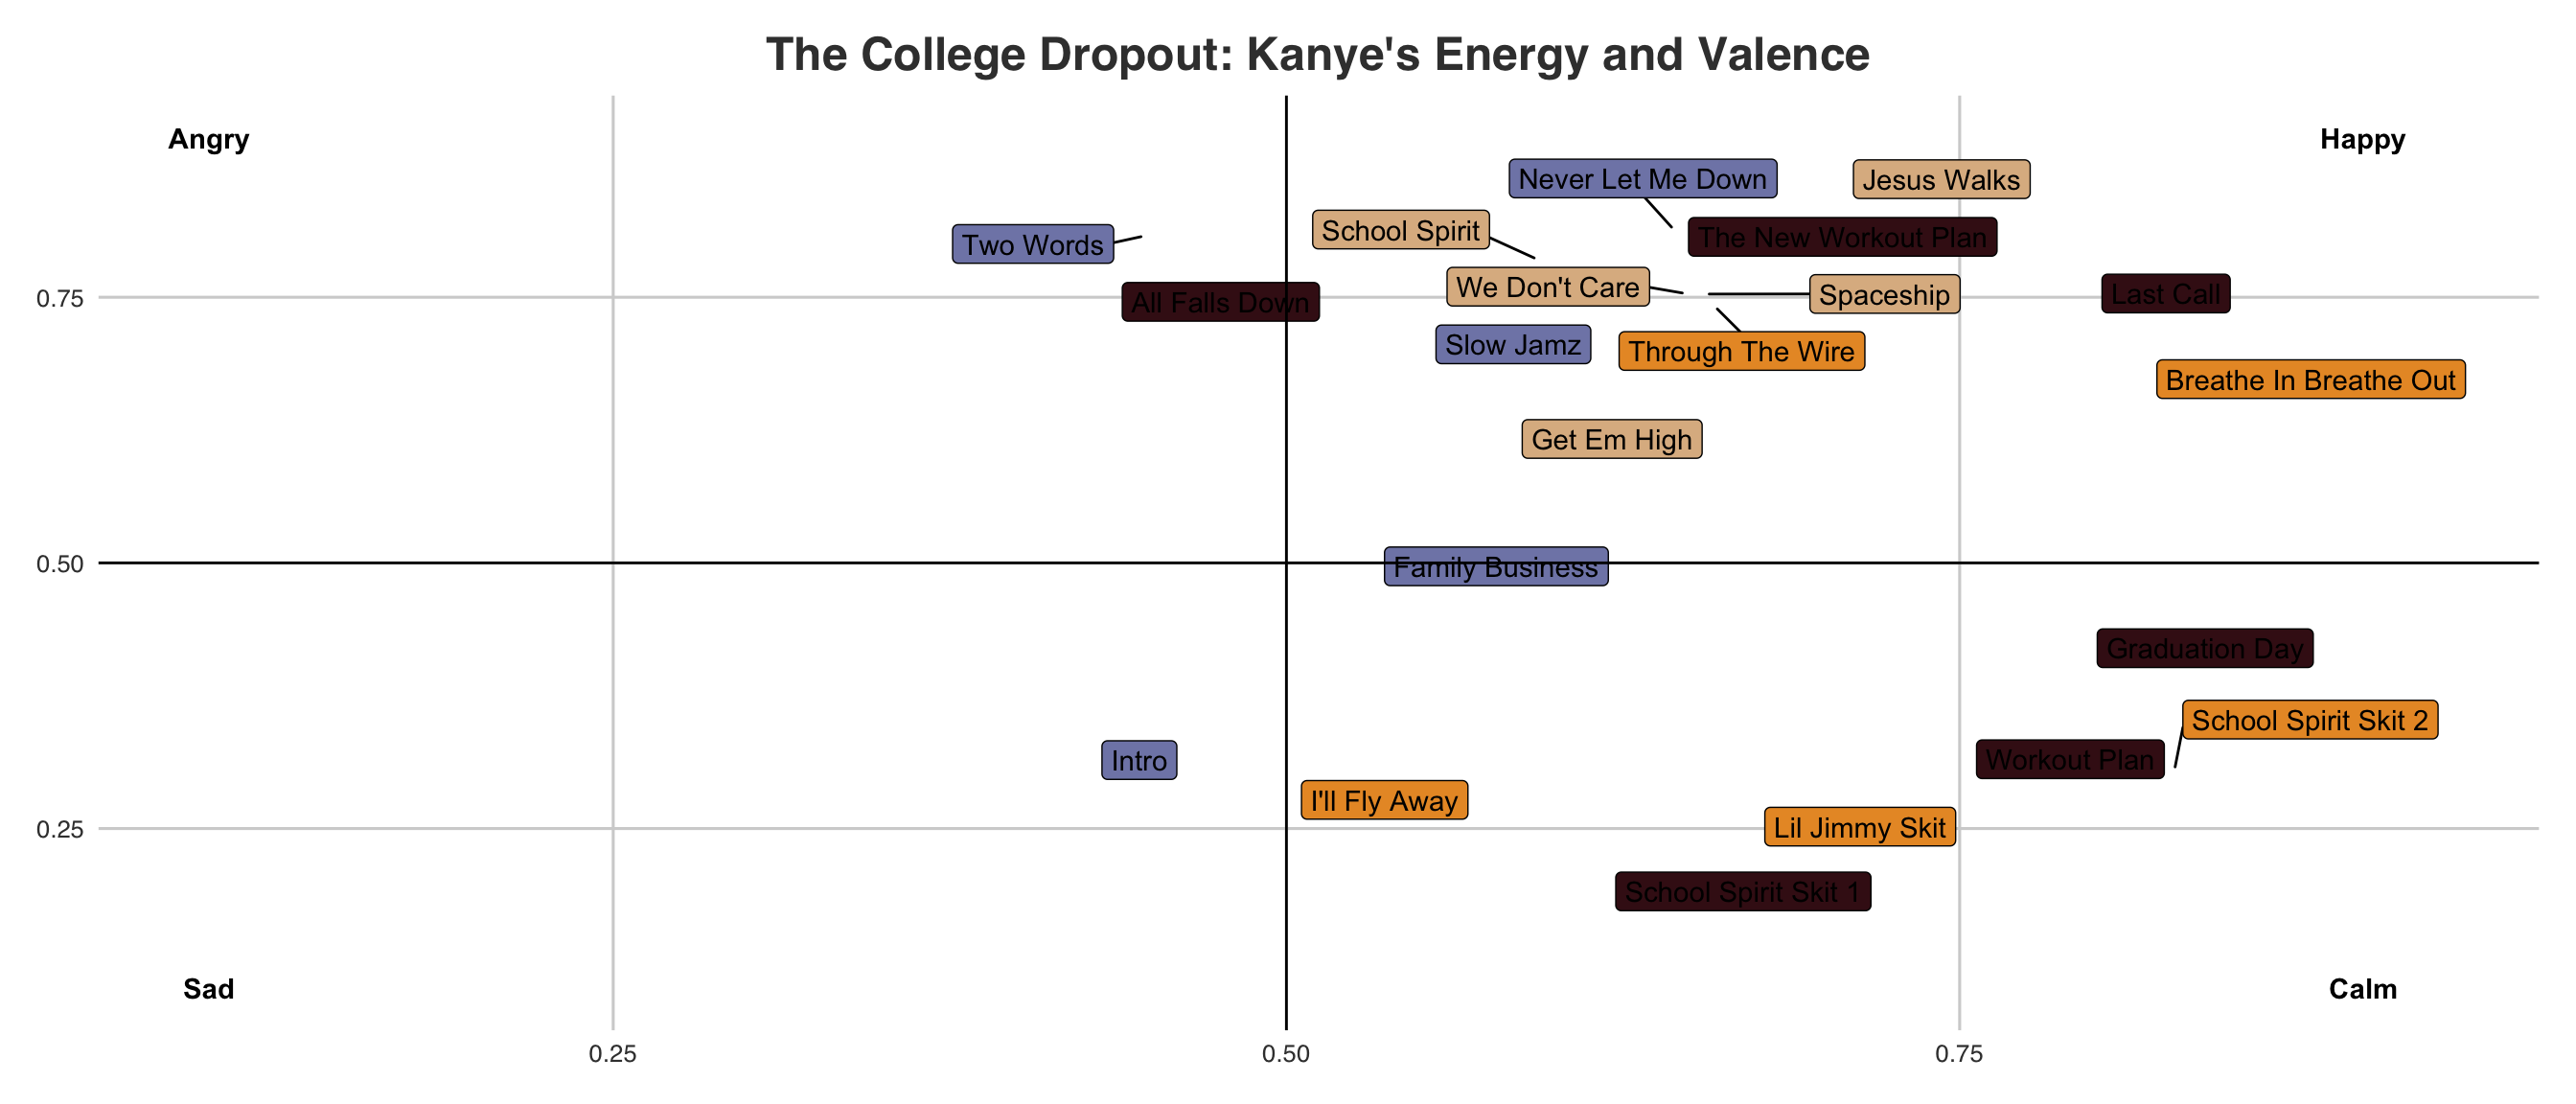 The College Dropout: Kanye's Energy and Valence
Angry
Happy
Never Let Me Down
Jesus Walks
School Spirit
The New Workout Plan
Two Words
We Don't Care
Spaceship
Last Call
0.75
All Falls Down
Slow Jamz
Through The Wire
Breathe In Breathe Out
Get Em High
0.50
Family Business
Graduation Day
School Spirit Skit 2
Intro
Workout Plan
I'll Fly Away
0.25
Lil Jimmy Skit
School Spirit Skit 1
Sad
Calm
0.25
0.50
0.75